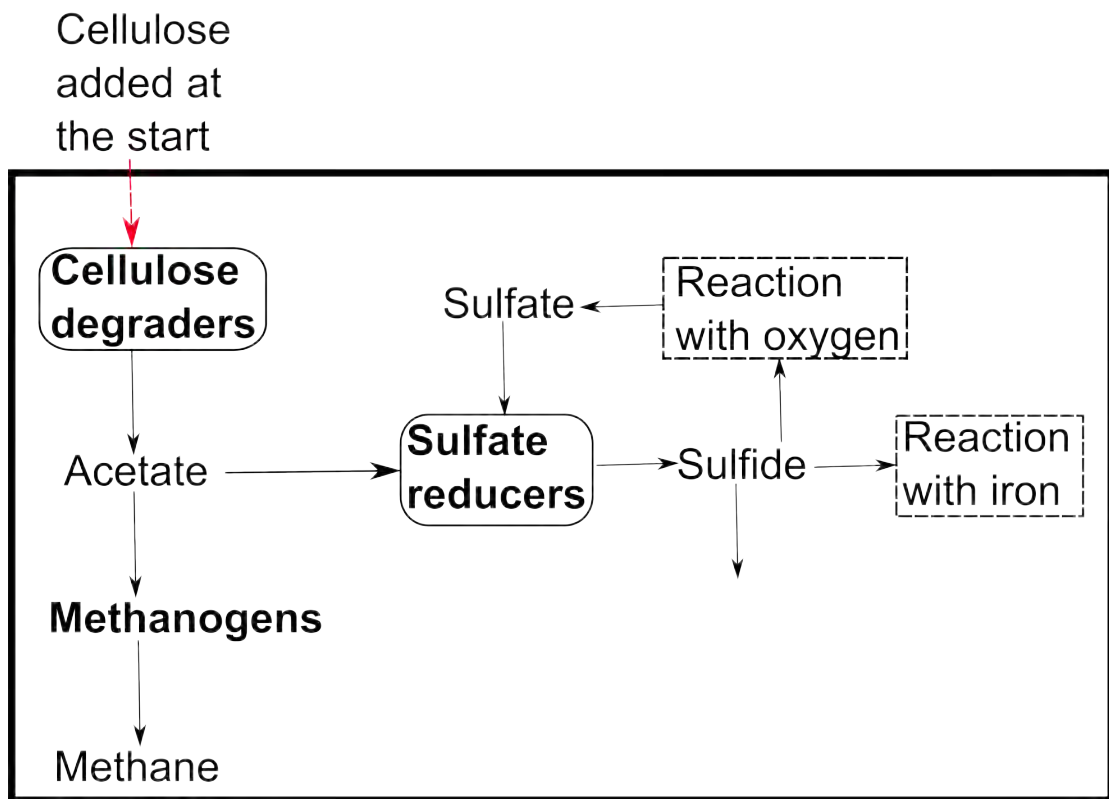 Cellulose
added at
the start
Cellulose
degraders
Sulfate
Reaction
with oxygen
Acetate
Sulfate
reducers
Sulfide
Reaction
with iron
Methanogens
Methane